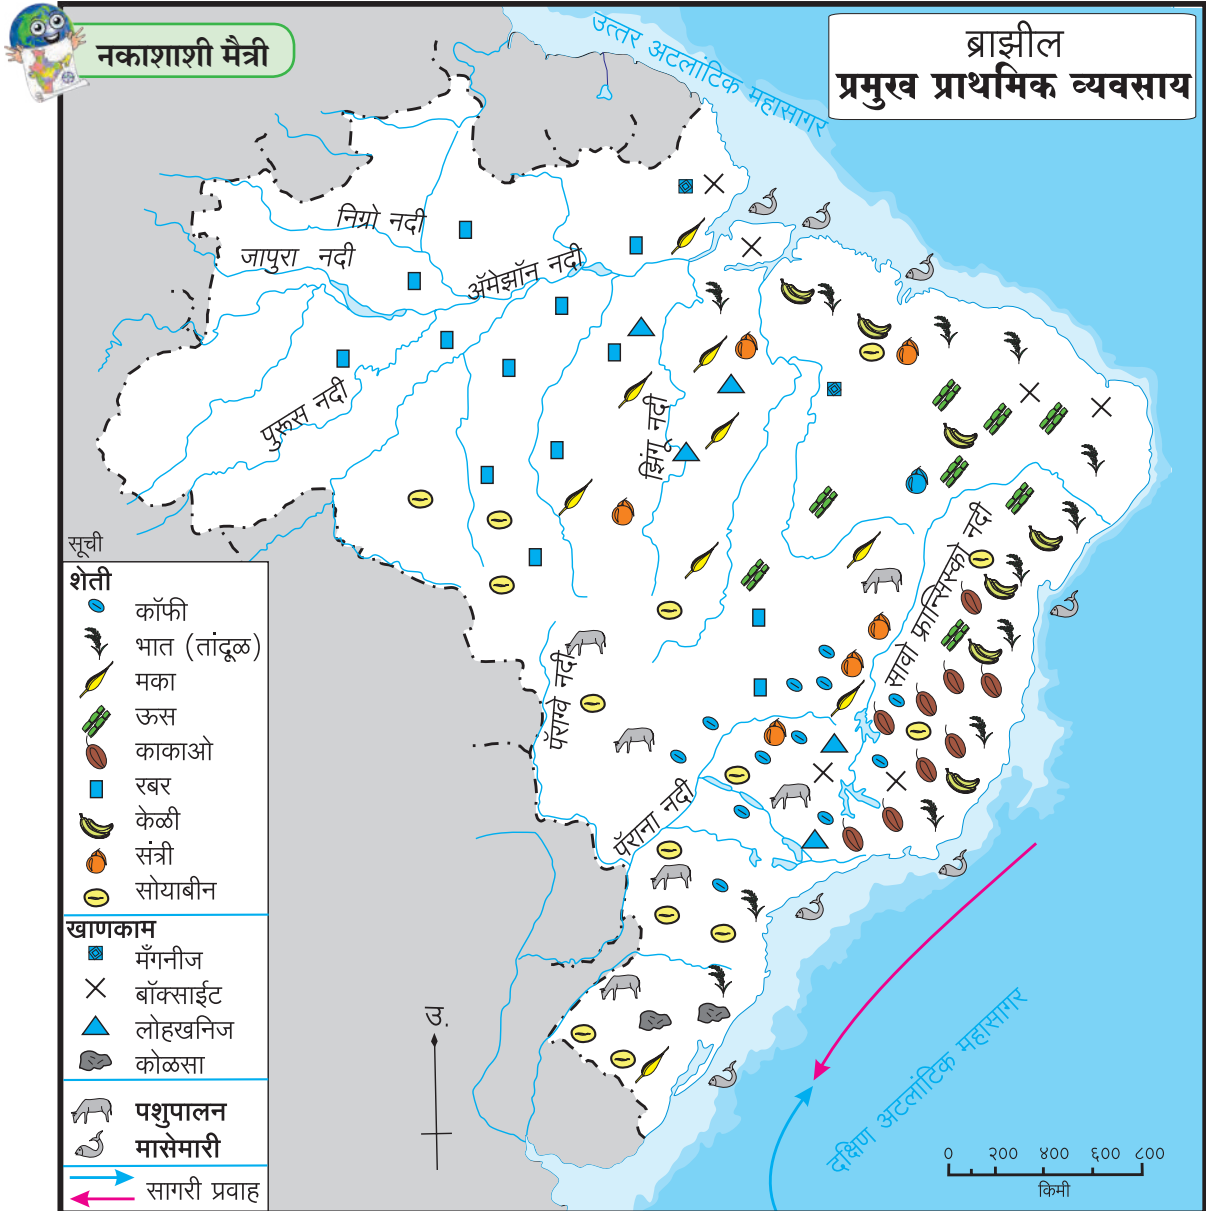 नकाशाशी मैत्री
ब्राझील
प्रमुख प्राथमिक व्यवसाय
उत्तर अटलांटिक महासागर
निग्रो नदी
जापुरा नदी
ॲमेझॉन नदी
पुरूस नदी
झिंगू नदी
सावो फ्रान्सिस्को नदी
पॅराग्वे नदी
पॅराना नदी
दक्षिण अटलांटिक महासागर
उ.
सूची
शेती
कॉफी
भात (तांदूळ)
मका
ऊस
काकाओ
रबर
केळी
संत्री
सोयाबीन
खाणकाम
मँगनीज
बॉक्साईट
लोहखनिज
कोळसा
पशुपालन
मासेमारी
सागरी प्रवाह
० २०० ४०० ६०० ८००
किमी